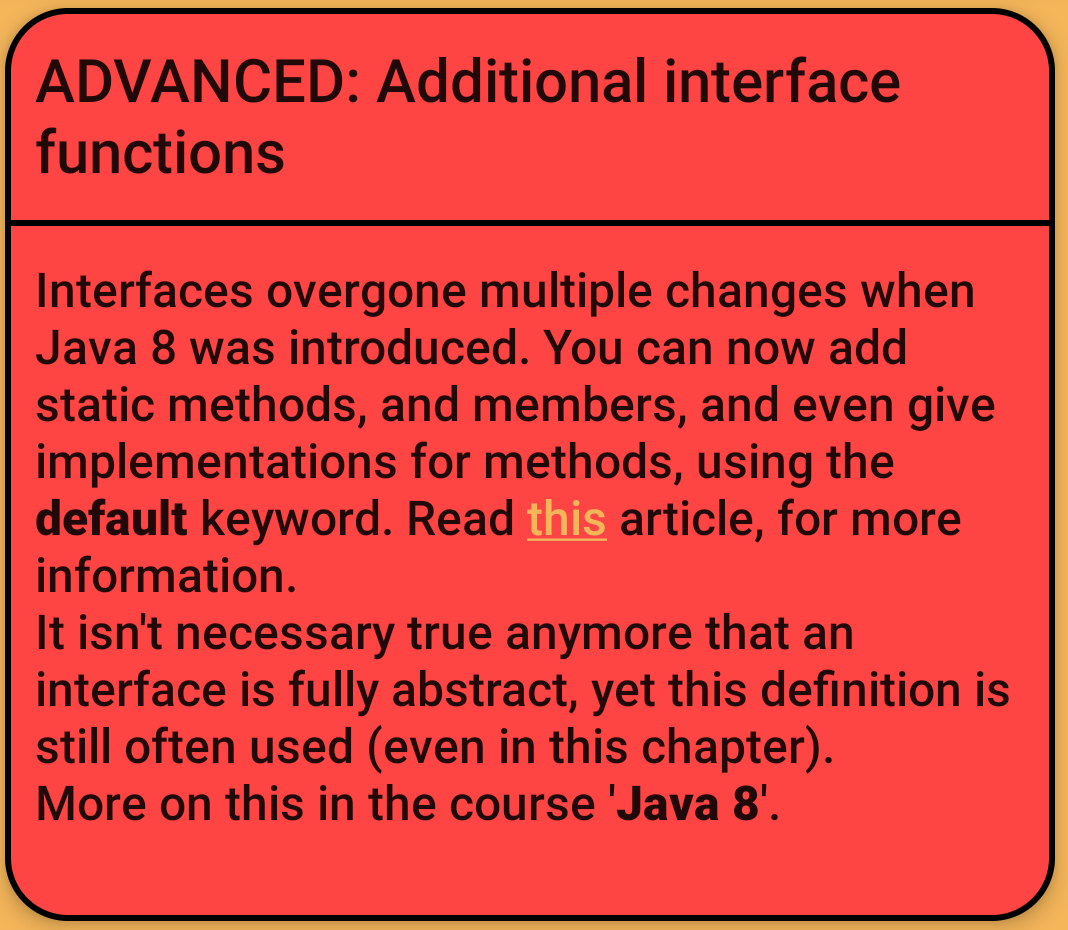 ADVANCED: Additional interface
functions
Interfaces overgone multiple changes when
Java 8 was introduced. You can now add
static methods, and members, and even give
implementations for methods, using the
default keyword. Read this article, for more
information.
It isn't necessary true anymore that an
interface is fully abstract, yet this definition is
still often used (even in this chapter).
More on this in the course 'Java 8'.